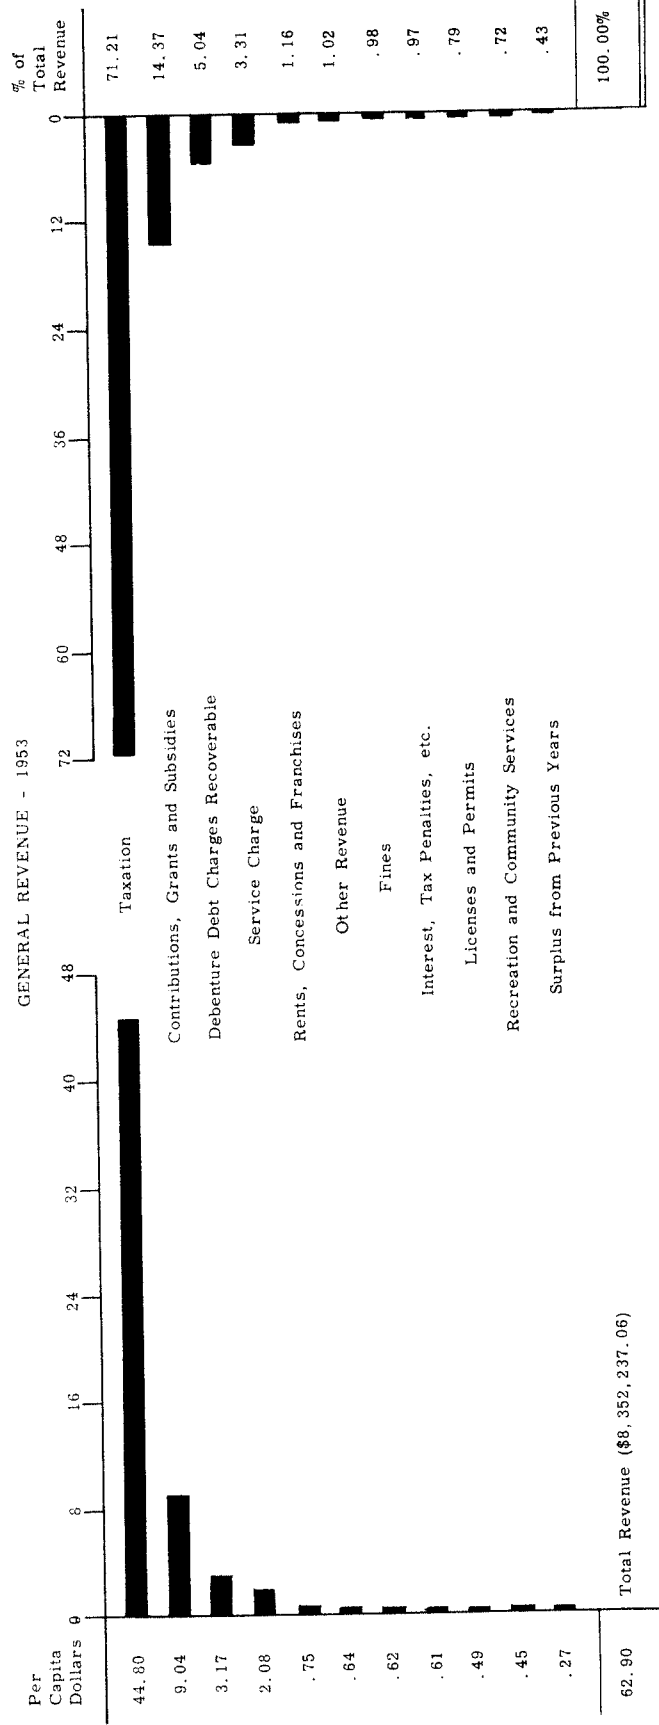 GENERAL REVENUE - 1953
Per
Capita
Dollars
0 8 16 24 32 40 48
72 60 48 36 24 12 0
% of
Total
Revenue
44.80 Taxation 71.21
9.04 Contributions, Grants and Subsidies 14.37
3.17 Debenture Debt Charges Recoverable 5.04
2.08 Service Charge 3.31
.75 Rents, Concessions and Franchises 1.16
.64 Other Revenue 1.02
.62 Fines .98
.61 Interest, Tax Penalties, etc. .97
.49 Licenses and Permits .79
.45 Recreation and Community Services .72
.27 Surplus from Previous Years .43
62.90 Total Revenue ($8,352,237.06) 100.00%